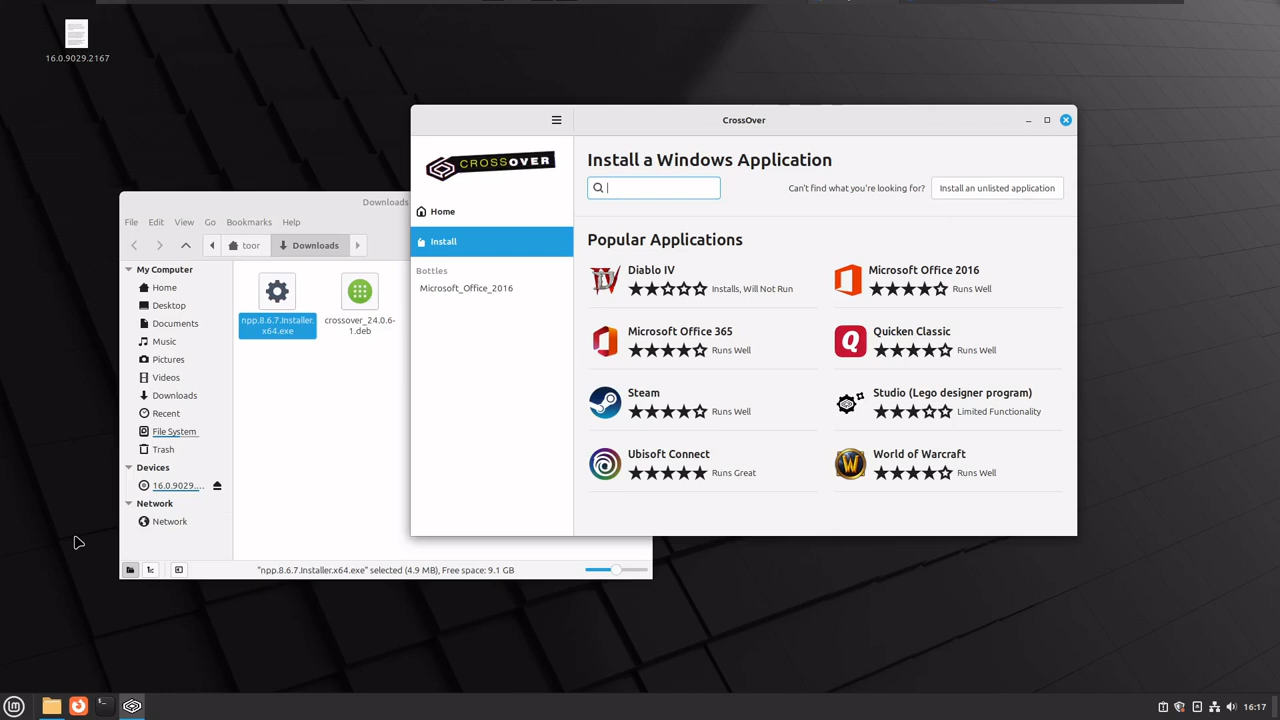 16.0.9029.2167
CrossOver
CROSSOVER
Home
Install
Bottles
Microsoft_Office_2016
Install a Windows Application
Can't find what you're looking for?
Install an unlisted application
Popular Applications
Diablo IV
Installs, Will Not Run
Microsoft Office 2016
Runs Well
Microsoft Office 365
Runs Well
Quicken Classic
Runs Well
Steam
Runs Well
Studio (Lego designer program)
Limited Functionality
Ubisoft Connect
Runs Great
World of Warcraft
Runs Well
Downloads
File Edit View Go Bookmarks Help
toor Downloads
My Computer
Home
Desktop
Documents
Music
Pictures
Videos
Downloads
Recent
File System
Trash
Devices
16.0.9029....
Network
Network
npp.8.6.7.Installer.
x64.exe
crossover_24.0.6-
1.deb
"npp.8.6.7.Installer.x64.exe" selected (4.9 MB), Free space: 9.1 GB
16:17